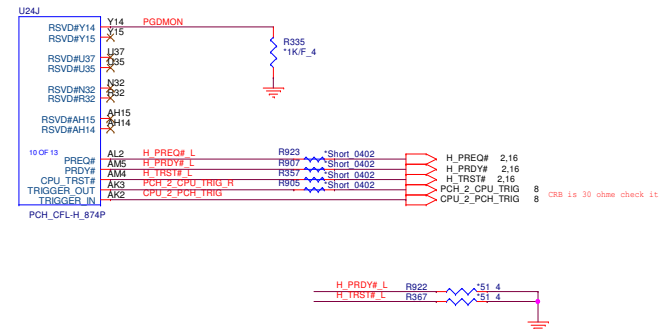 U24J
RSVD#Y14 Y14 PGDMON
RSVD#Y15 Y15
R335
*1K/F_4
RSVD#U37 U37
RSVD#U35 U35
RSVD#N32 N32
RSVD#R32 R32
RSVD#AH15 AH15
RSVD#AH14 AH14
10 OF 13
PREQ# AL2 H_PREQ#_L R923 *Short_0402 H_PREQ# 2,16
PRDY# AM5 H_PRDY#_L R907 *Short_0402 H_PRDY# 2,16
CPU_TRST# AM4 H_TRST#_L R357 *Short_0402 H_TRST# 2,16
TRIGGER_OUT AK3 PCH_2_CPU_TRIG_R R905 *Short_0402 PCH_2_CPU_TRIG 8
TRIGGER_IN AK2 CPU_2_PCH_TRIG CPU_2_PCH_TRIG 8
CRB is 30 ohme check it
PCH_CFL-H_874P
H_PRDY#_L R922 *51_4
H_TRST#_L R367 *51_4